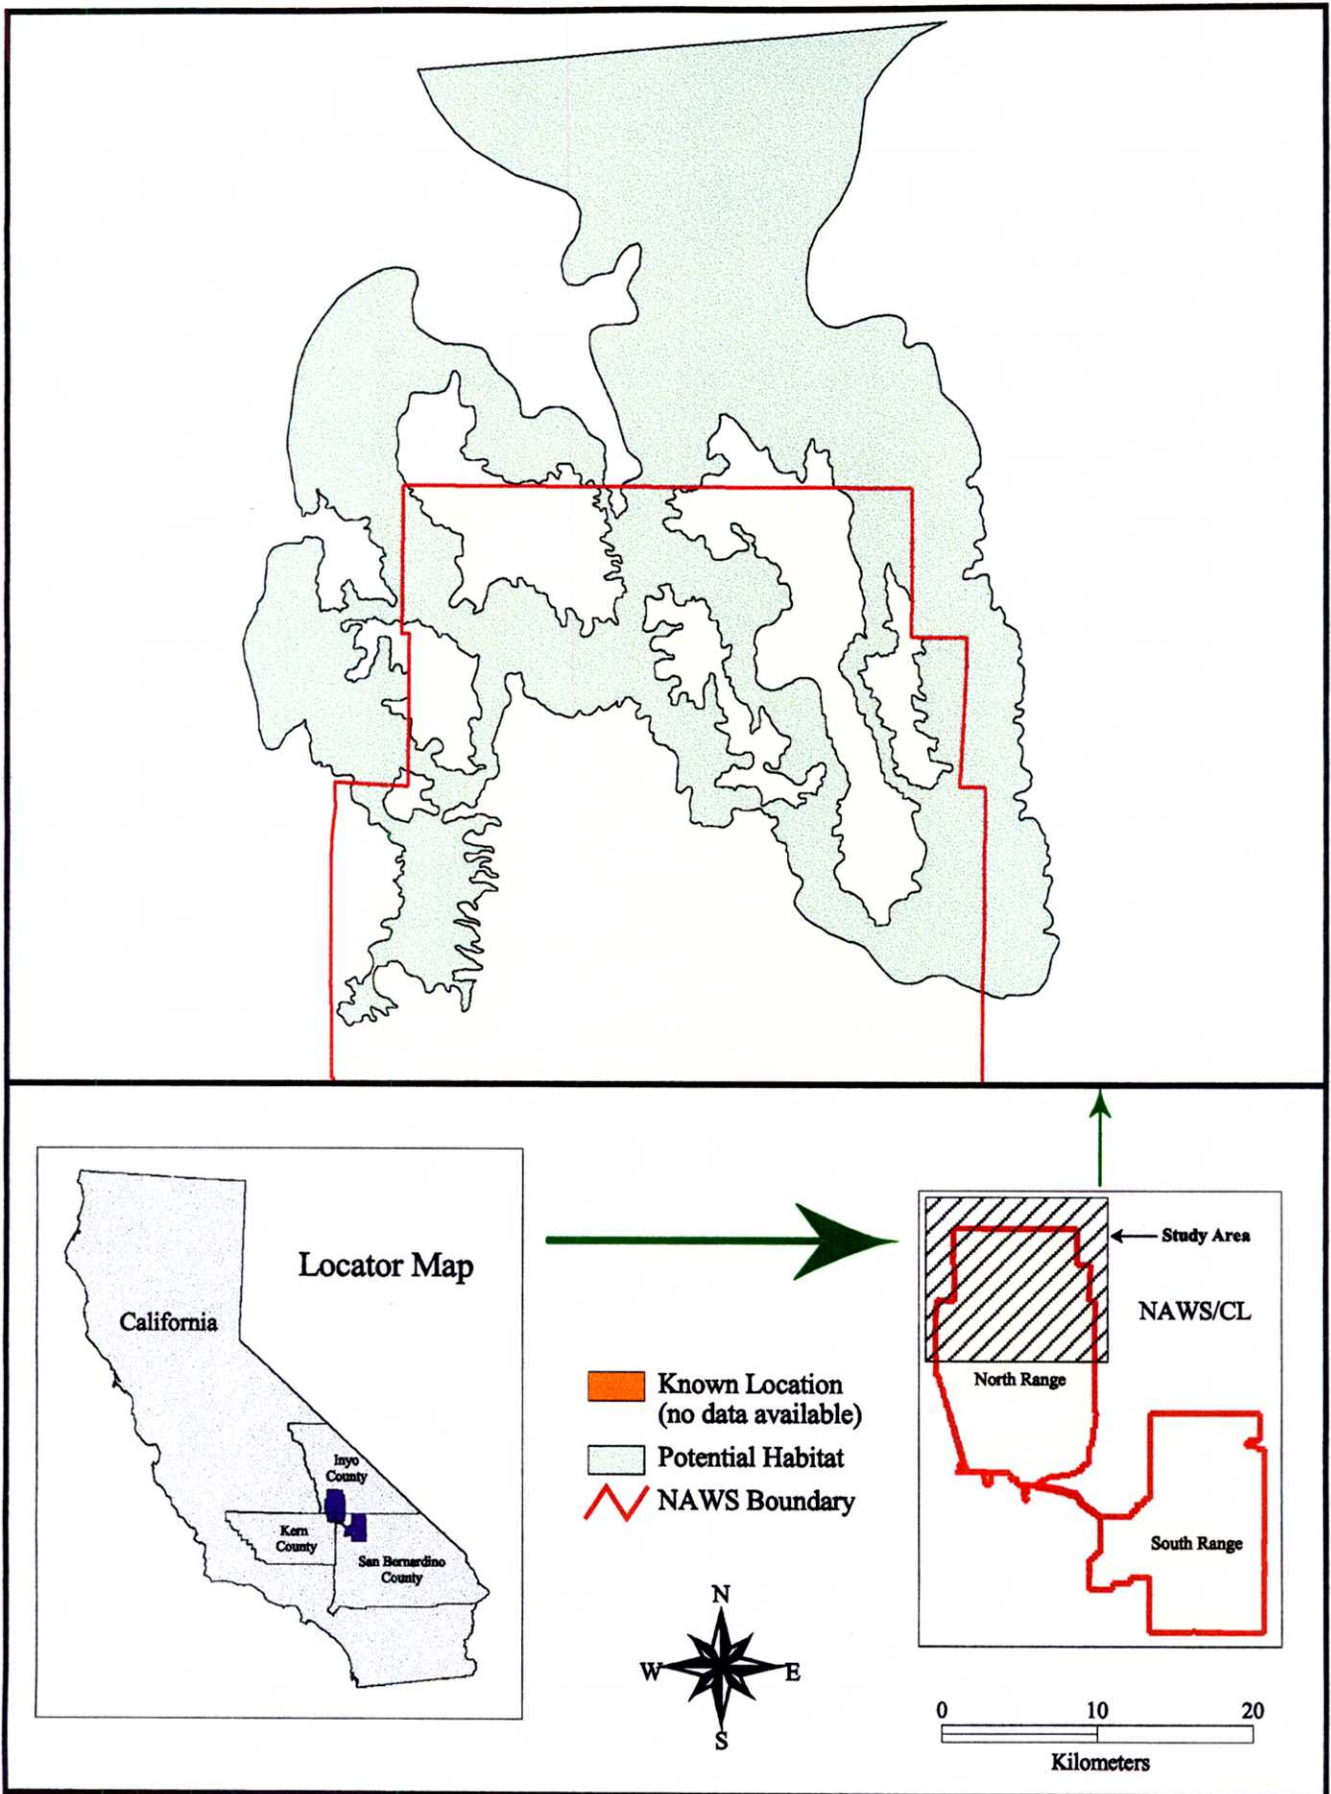 Locator Map
California
Inyo
County
Kern
County
San Bernardino
County
Known Location
(no data available)
Potential Habitat
NAWS Boundary
N
W
E
S
Study Area
NAWS/CL
North Range
South Range
0 10 20
Kilometers